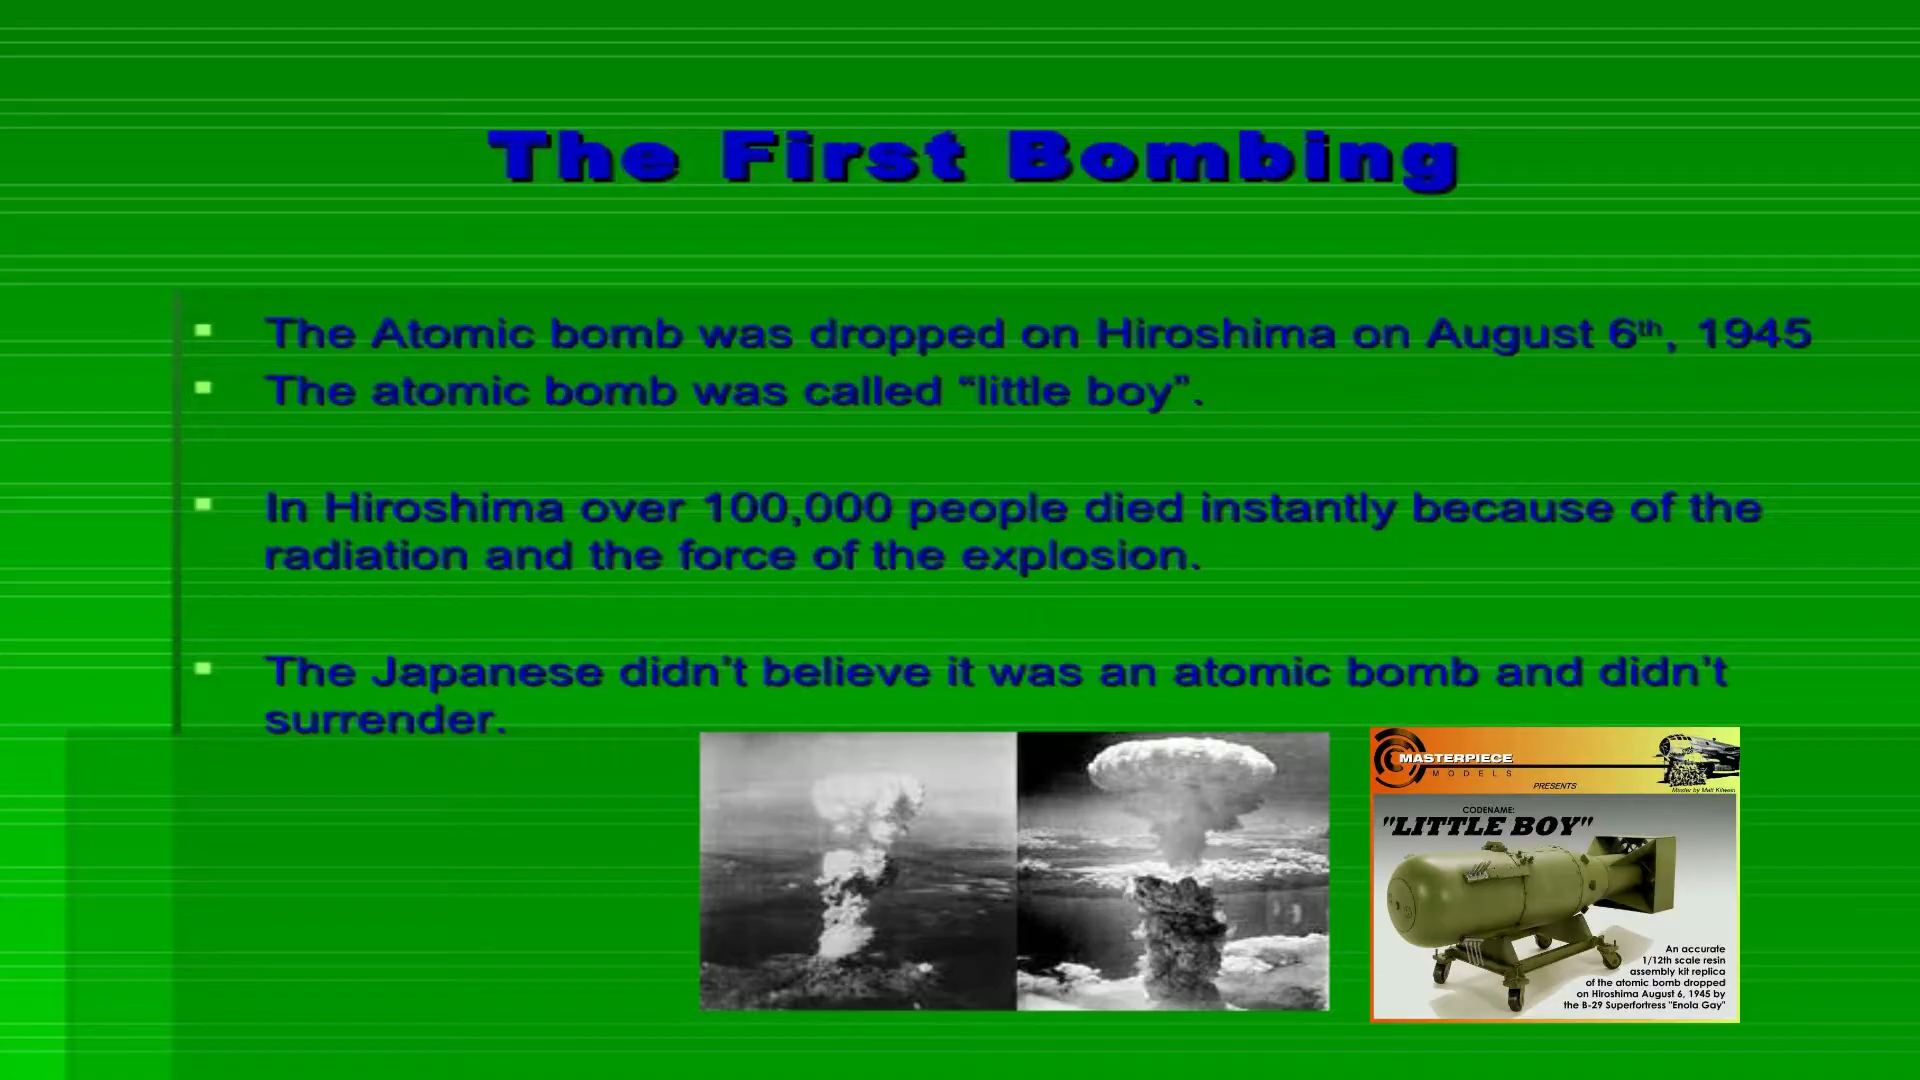 The First Bombing
The Atomic bomb was dropped on Hiroshima on August 6th, 1945
The atomic bomb was called “little boy”.
In Hiroshima over 100,000 people died instantly because of the
radiation and the force of the explosion.
The Japanese didn’t believe it was an atomic bomb and didn’t
surrender.
MASTERPIECE
MODELS
PRESENTS
Master by Matt Kilwein
CODENAME:
"LITTLE BOY"
An accurate
1/12th scale resin
assembly kit replica
of the atomic bomb dropped
on Hiroshima August 6, 1945 by
the B-29 Superfortress "Enola Gay"